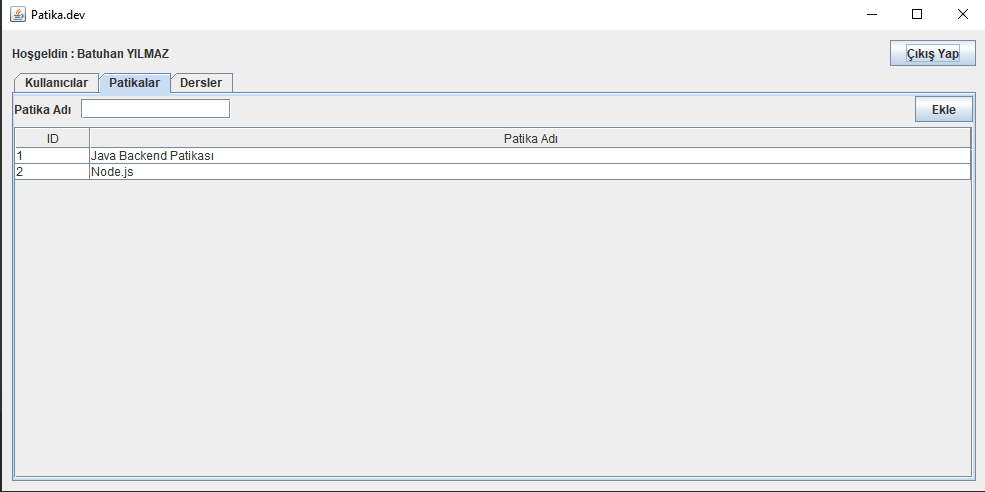 Patika.dev
Hoşgeldin : Batuhan YILMAZ Çıkış Yap
Kullanıcılar Patikalar Dersler
Patika Adı Ekle
ID Patika Adı
1 Java Backend Patikası
2 Node.js